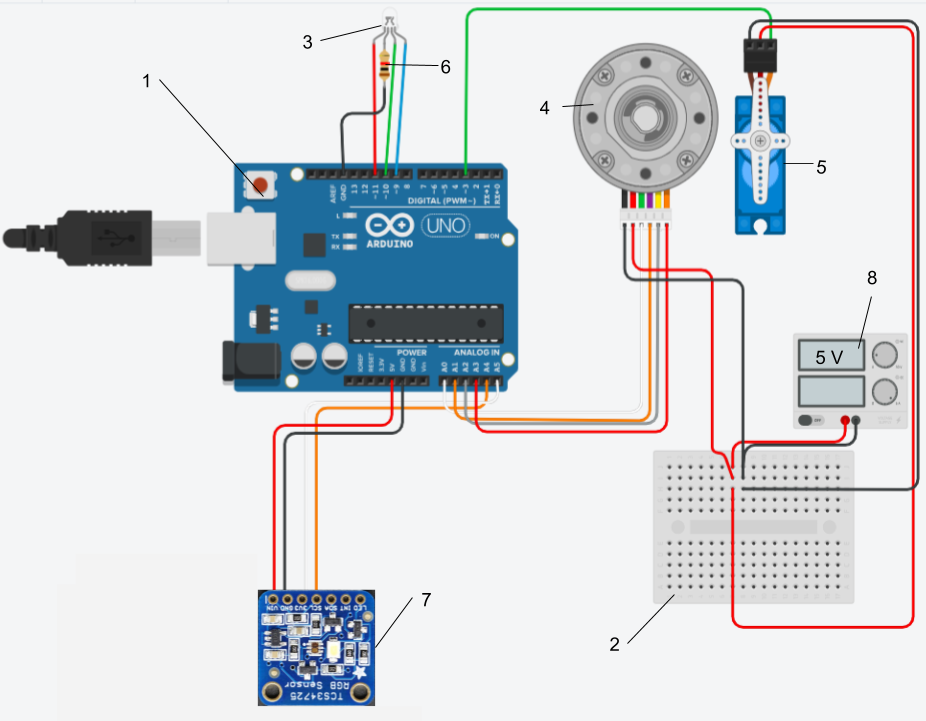 3
6
1
4
5
AREF
GND
13
12
~11
~10
~9
8
7
~6
~5
4
~3
2
TX→1
RX←0
DIGITAL (PWM~)
L
TX
RX
ARDUINO
UNO
ON
8
5 V
POWER
ANALOG IN
IOREF
RESET
3.3V
5V
GND
GND
Vin
A0
A1
A2
A3
A4
A5
7
2
VIN
GND
3V3
SCL
SDA
INT
LED
RGB
Sensor
TCS34725